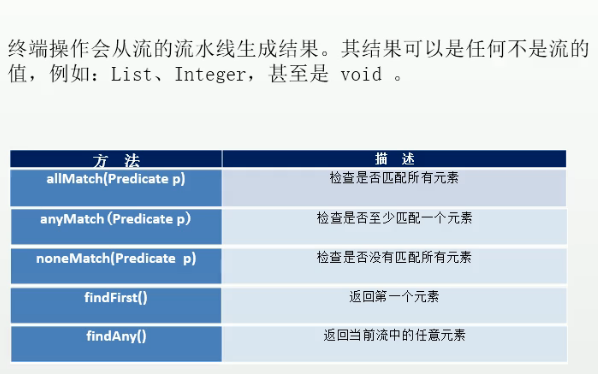 终端操作会从流的流水线生成结果。其结果可以是任何不是流的
值，例如：List、Integer，甚至是 void 。
方 法 描 述
allMatch(Predicate p) 检查是否匹配所有元素
anyMatch（Predicate p） 检查是否至少匹配一个元素
noneMatch(Predicate p) 检查是否没有匹配所有元素
findFirst() 返回第一个元素
findAny() 返回当前流中的任意元素